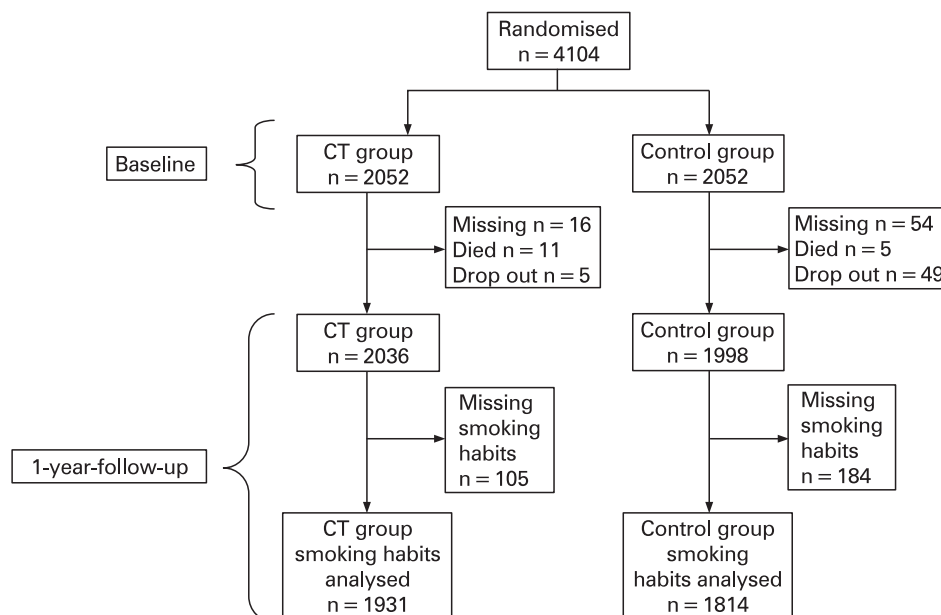 Randomised
n = 4104
Baseline
CT group
n = 2052
Control group
n = 2052
Missing n = 16
Died n = 11
Drop out n = 5
Missing n = 54
Died n = 5
Drop out n = 49
1-year-follow-up
CT group
n = 2036
Control group
n = 1998
Missing
smoking
habits
n = 105
Missing
smoking
habits
n = 184
CT group
smoking habits
analysed
n = 1931
Control group
smoking
habits analysed
n = 1814